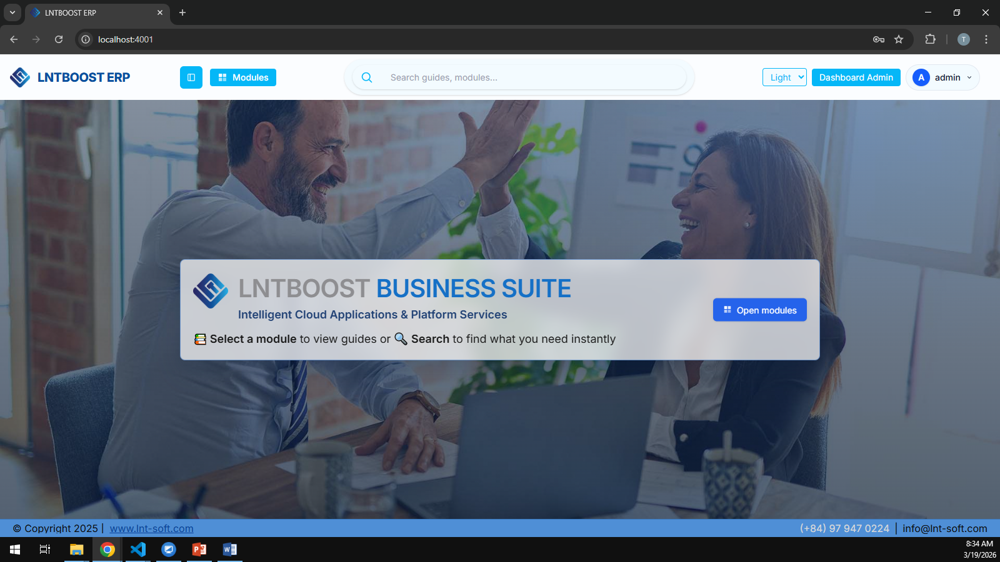 LNTBOOST ERP
localhost:4001
T
LNTBOOST ERP
Modules
Search guides, modules...
Light
Dashboard Admin
A
admin
LNTBOOST BUSINESS SUITE
Intelligent Cloud Applications & Platform Services
Select a module to view guides or 🔍 Search to find what you need instantly
Open modules
© Copyright 2025 | www.lnt-soft.com
(+84) 97 947 0224 | info@lnt-soft.com
8:34 AM
3/19/2026